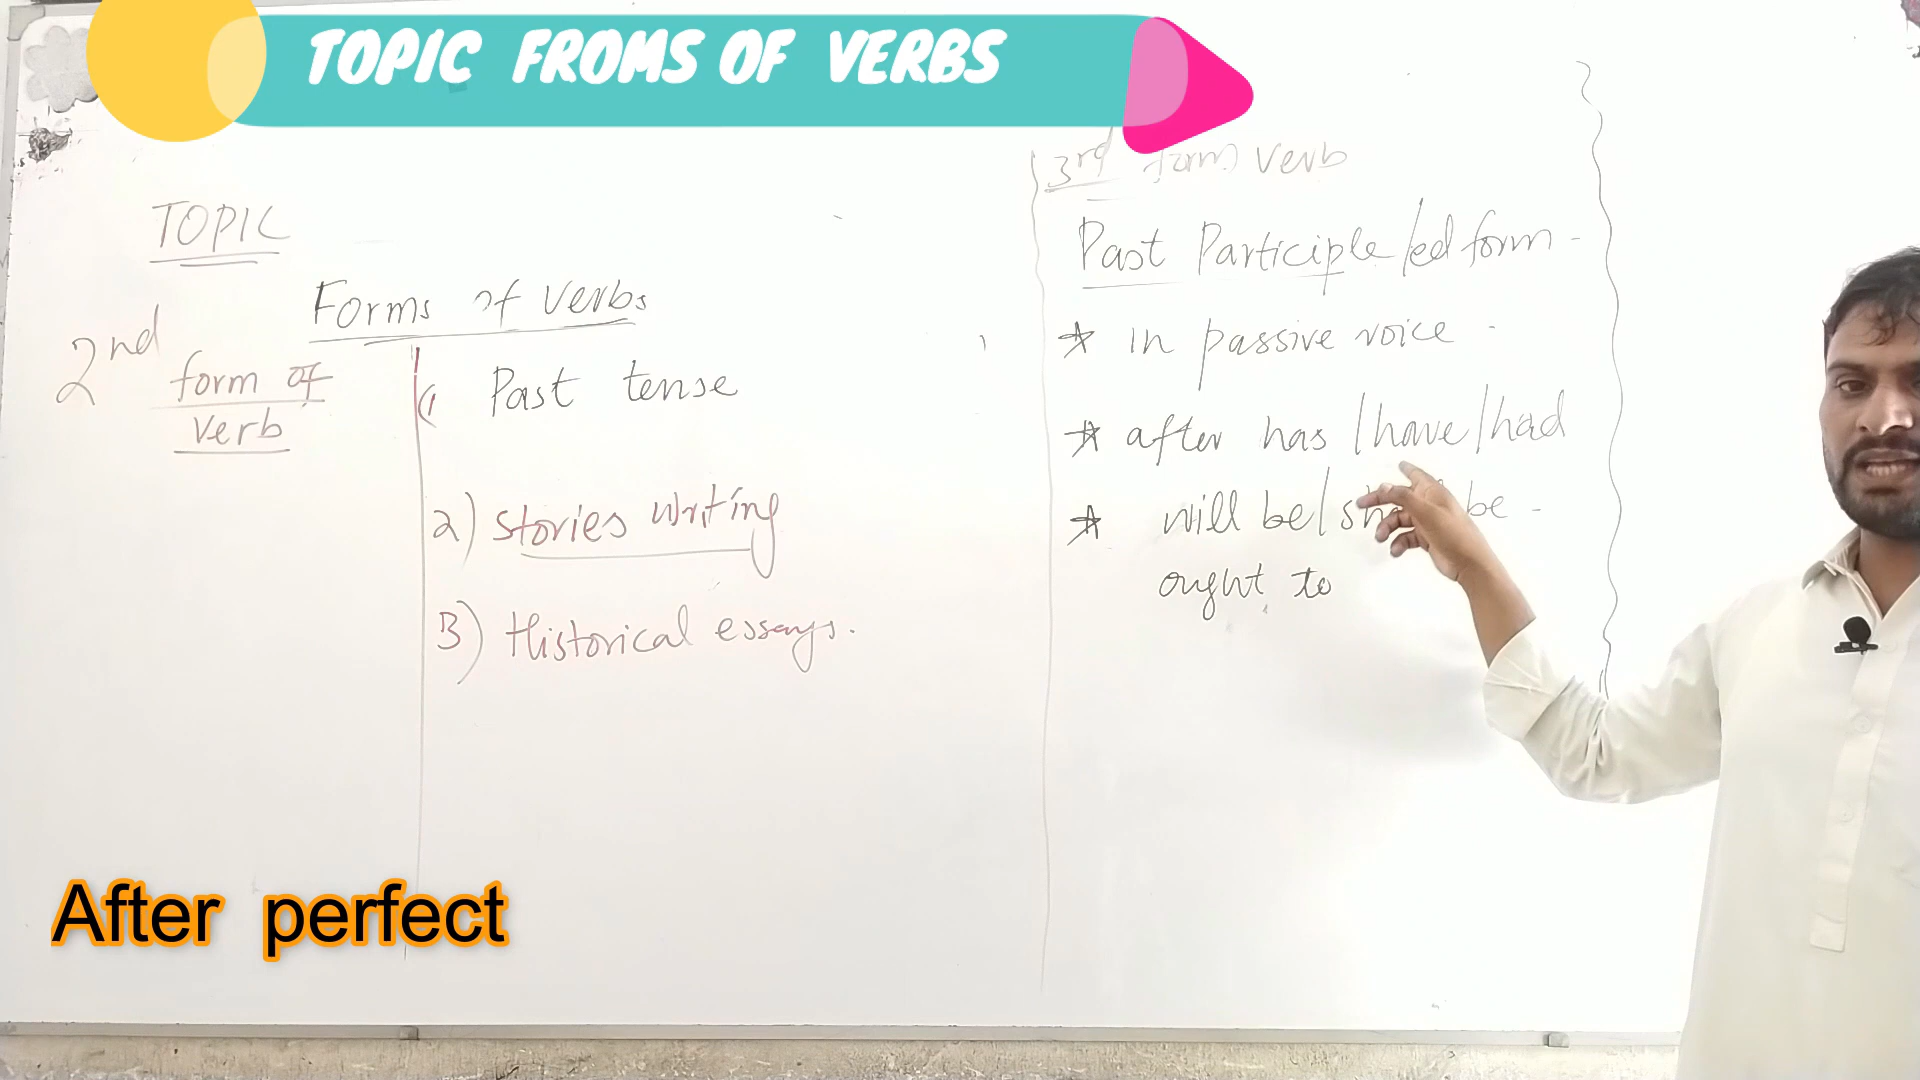 TOPIC FROMS OF VERBS
TOPIC
Forms of verbs
2nd form of verb
(1 Past tense
2) Stories writing
3) Historical essays.
3rd form verb
Past Participle/ed form -
* in passive voice -
* after has / have / had
* will be / be -
ought to
After perfect